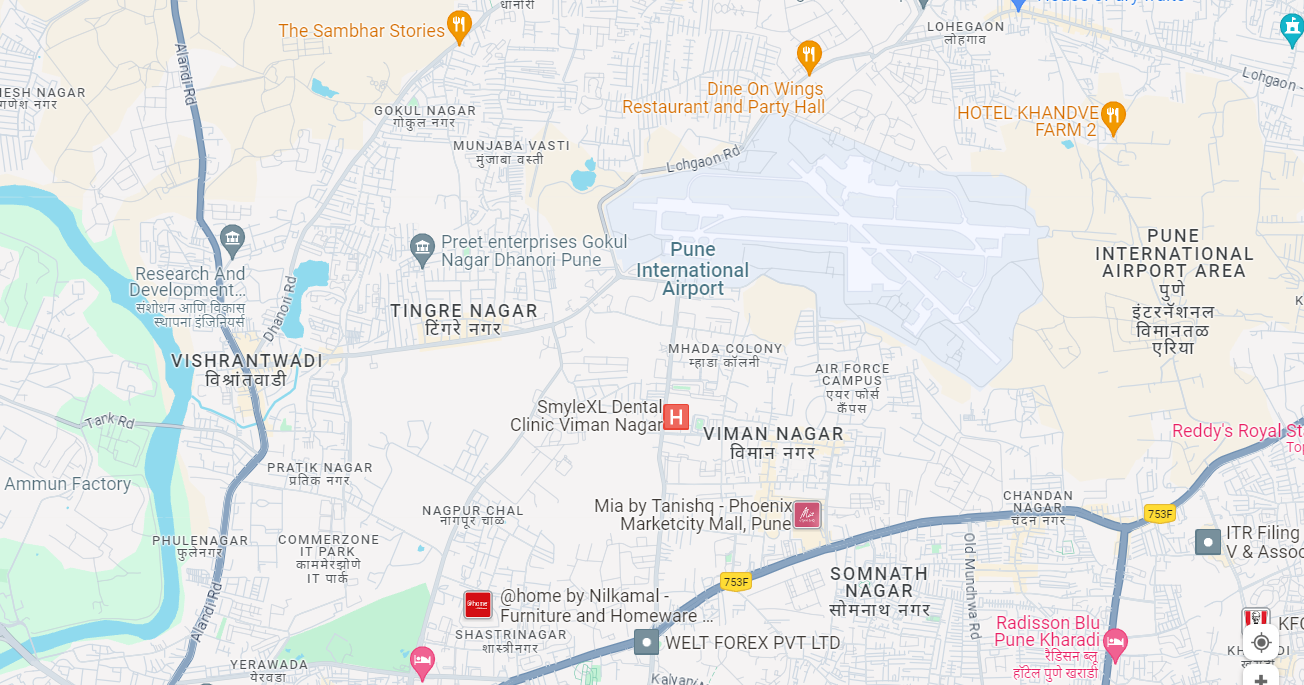 धानोरी
The Sambhar Stories
LOHEGAON
लोहगाव
Alandi Rd
Dine On Wings
Restaurant and Party Hall
Lohgaon
NAGAR
गणेश नगर
GOKUL NAGAR
गोकुल नगर
HOTEL KHANDVE
FARM 2
MUNJABA VASTI
मुंजाबा वस्ती
Lohgaon Rd
Preet enterprises Gokul
Nagar Dhanori Pune
Pune
International
Airport
PUNE
INTERNATIONAL
AIRPORT AREA
पुणे
इंटरनॅशनल
विमानतळ
एरिया
Research And
Development...
संशोधन आणि विकास
स्थापना इंजिनियर्स
Dhanori Rd
TINGRE NAGAR
टिंगरे नगर
VISHRANTWADI
विश्रांतवाडी
MHADA COLONY
म्हाडा कॉलनी
AIR FORCE
CAMPUS
एयर फोर्स
कॅंपस
Tank Rd
SmyleXL Dental
Clinic Viman Nagar
H
VIMAN NAGAR
विमान नगर
Reddy's Royal
PRATIK NAGAR
प्रतिक नगर
Ammun Factory
Mia by Tanishq - Phoenix
Marketcity Mall, Pune
CHANDAN
NAGAR
चंदन नगर
753F
NAGPUR CHAL
नागपूर चाळ
PHULENAGAR
फुलेनगर
COMMERZONE
IT PARK
काममेरझोणे
IT पार्क
ITR Filing
V & Assoc
Old Mundhwa Rd
753F
SOMNATH
NAGAR
सोमनाथ नगर
Alandi Rd
@home
@home by Nilkamal -
Furniture and Homeware ...
SHASTRINAGAR
शास्त्रीनगर
WELT FOREX PVT LTD
Radisson Blu
Pune Kharadi
रैडिसन ब्लू
हॉटेल पुणे खराडी
KFC
YERAWADA
येरवडा